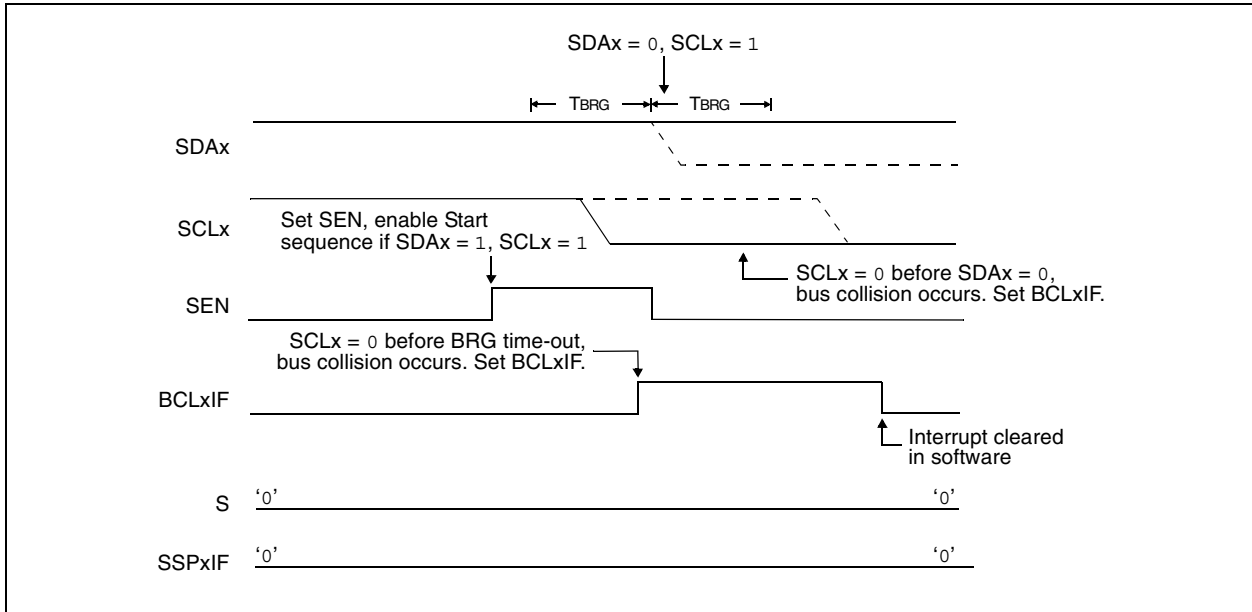 SDAx = 0, SCLx = 1
TBRG TBRG
SDAx
SCLx
Set SEN, enable Start
sequence if SDAx = 1, SCLx = 1
SCLx = 0 before SDAx = 0,
bus collision occurs. Set BCLxIF.
SEN
SCLx = 0 before BRG time-out,
bus collision occurs. Set BCLxIF.
BCLxIF
Interrupt cleared
in software
S ‘0’ ‘0’
SSPxIF ‘0’ ‘0’